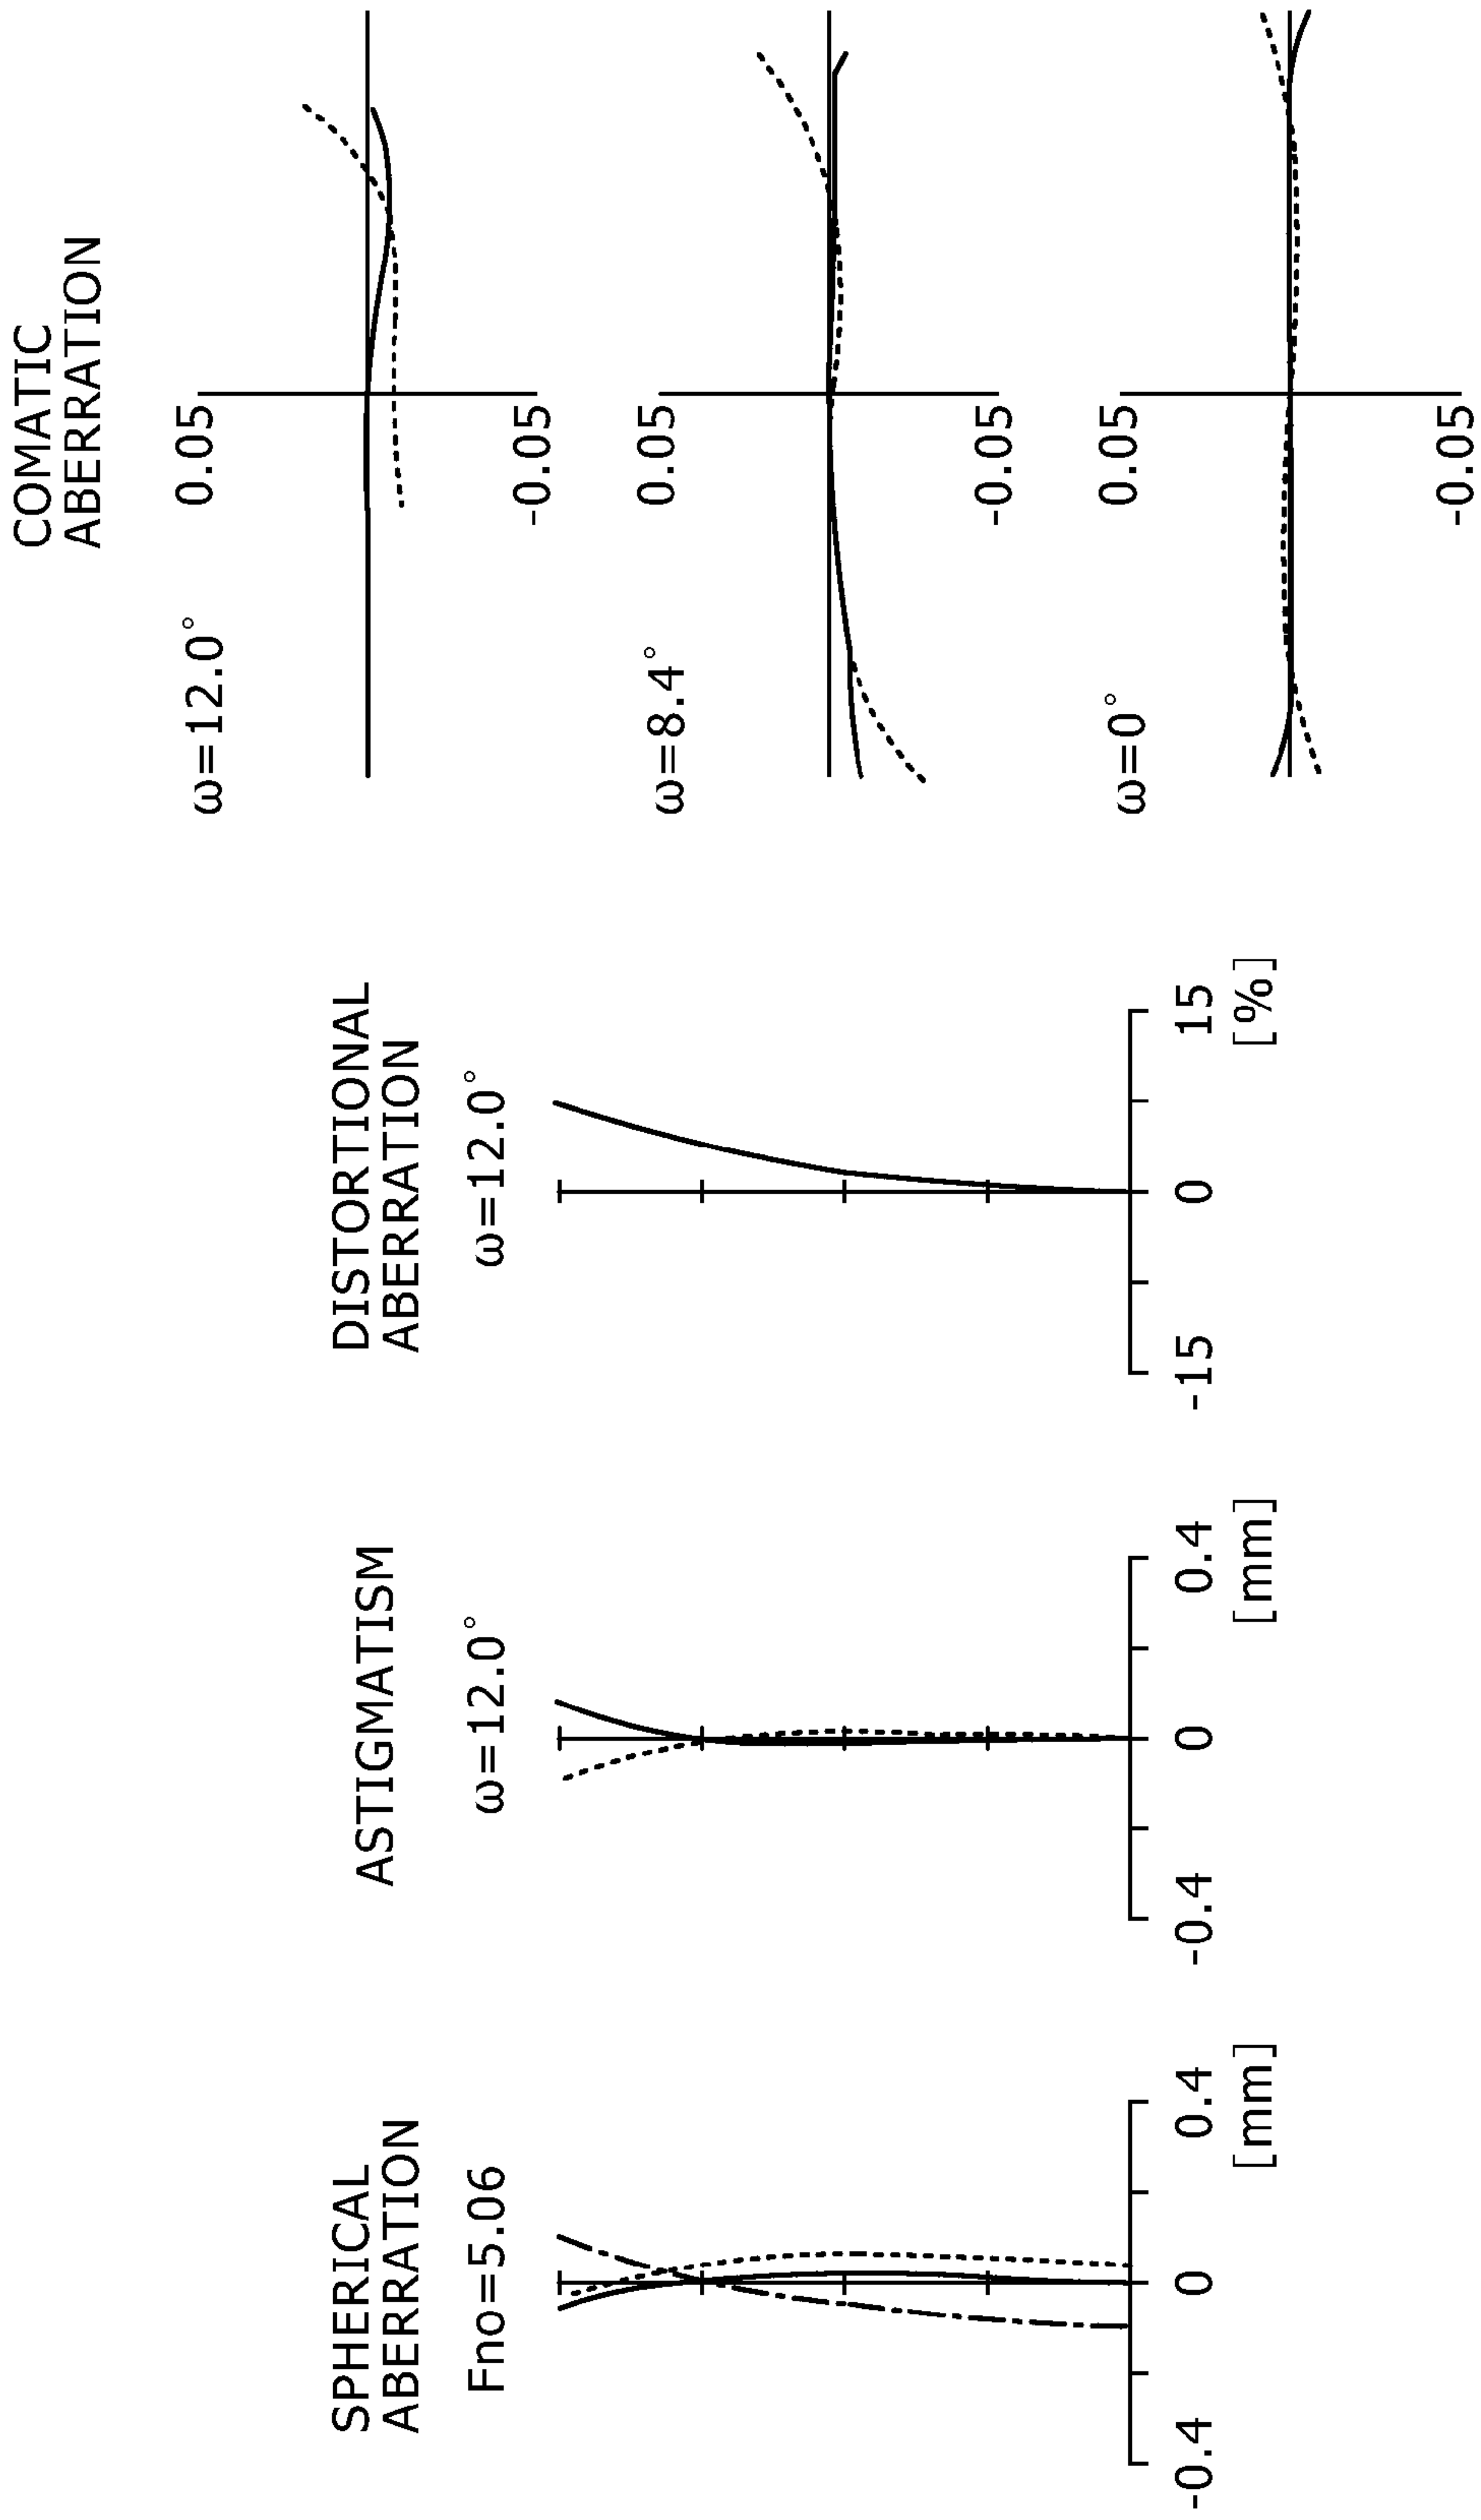 SPHERICAL
ABERRATION
Fno=5.06
-0.4
0
0.4
[mm]
ASTIGMATISM
ω=12.0°
-0.4
0
0.4
[mm]
DISTORTIONAL
ABERRATION
ω=12.0°
-15
0
15
[%]
COMATIC
ABERRATION
ω=12.0°
0.05
-0.05
ω=8.4°
0.05
-0.05
ω=0°
0.05
-0.05